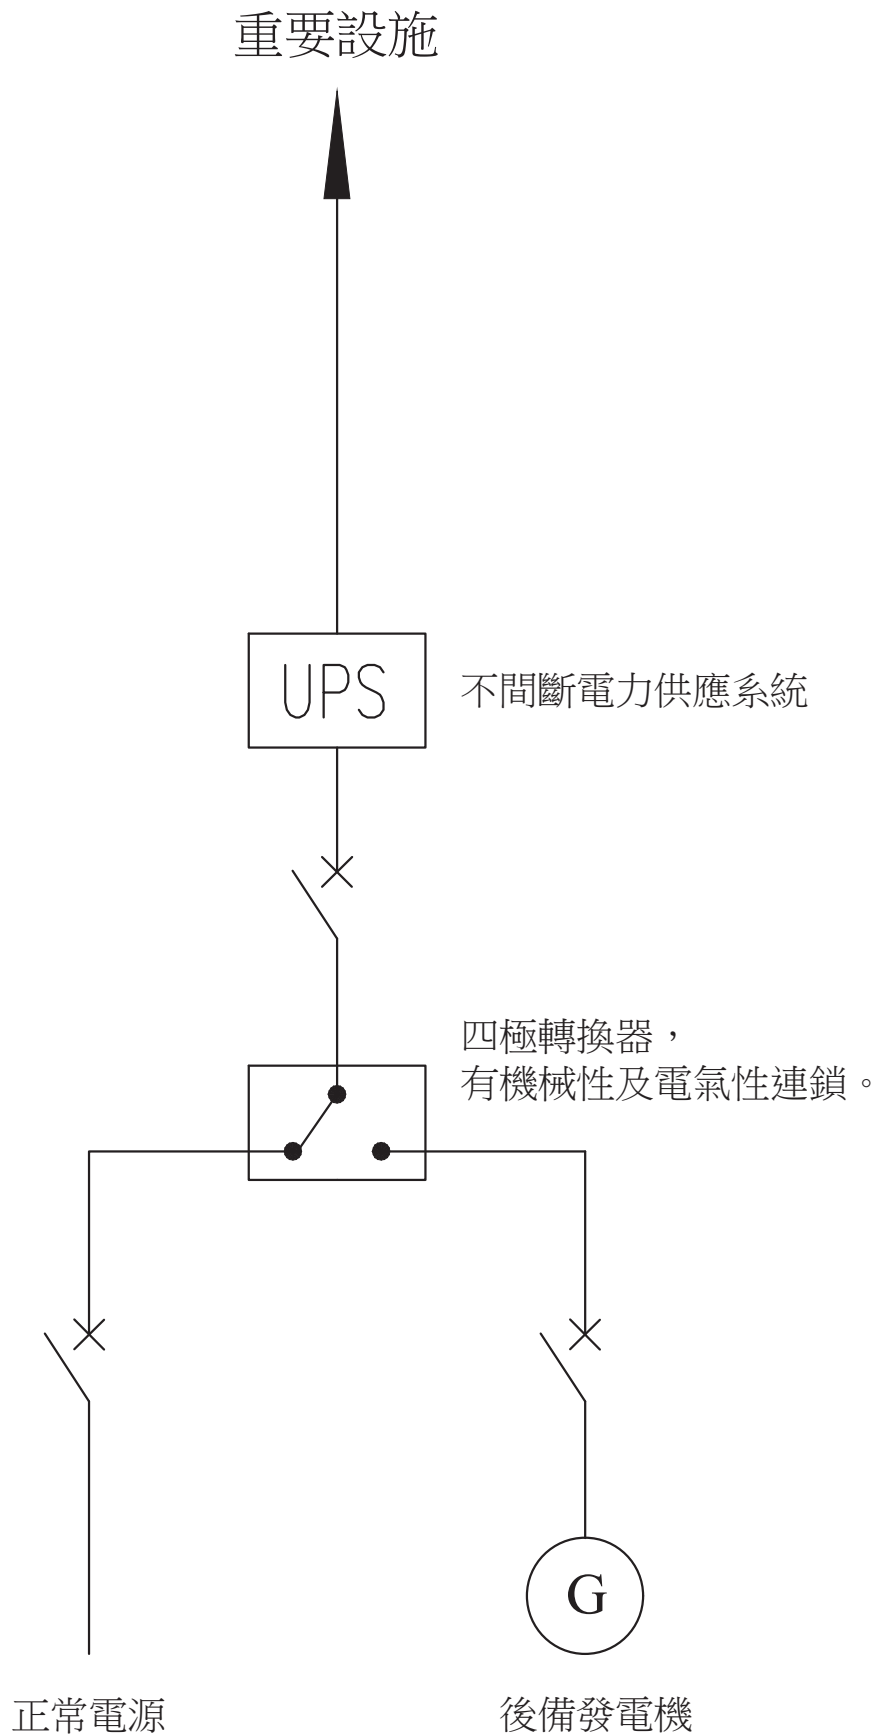 重要設施
UPS
不間斷電力供應系統
四極轉換器，
有機械性及電氣性連鎖。
G
正常電源
後備發電機